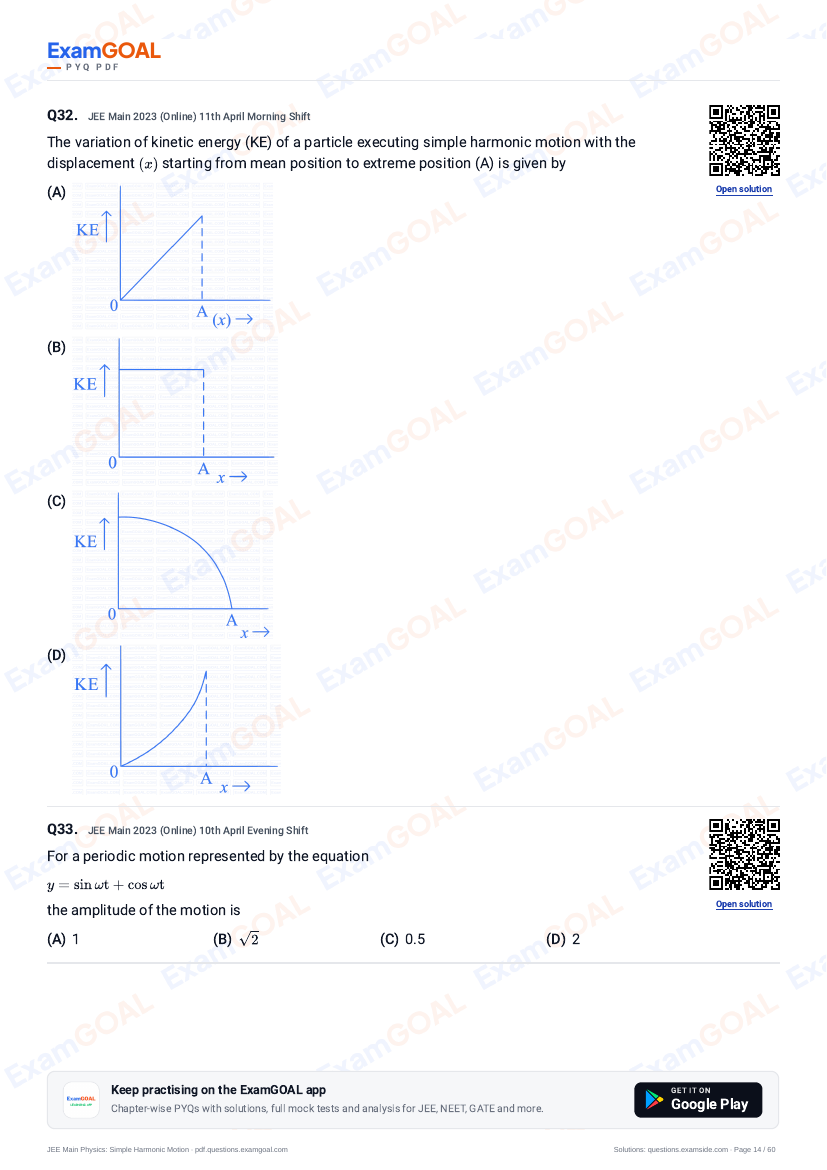 ExamGOAL
PYQ PDF
Q32. JEE Main 2023 (Online) 11th April Morning Shift
The variation of kinetic energy (KE) of a particle executing simple harmonic motion with the
displacement (x) starting from mean position to extreme position (A) is given by
Open solution
(A)
KE
0
A
(x)
(B)
KE
0
A
x
(C)
KE
0
A
x
(D)
KE
0
A
x
Q33. JEE Main 2023 (Online) 10th April Evening Shift
For a periodic motion represented by the equation
y = sin ωt + cos ωt
the amplitude of the motion is
Open solution
(A) 1 (B) √2 (C) 0.5 (D) 2
ExamGOAL
Keep practising on the ExamGOAL app
Chapter-wise PYQs with solutions, full mock tests and analysis for JEE, NEET, GATE and more.
GET IT ON
Google Play
JEE Main Physics: Simple Harmonic Motion · pdf.questions.examgoal.com
Solutions: questions.examside.com · Page 14 / 60